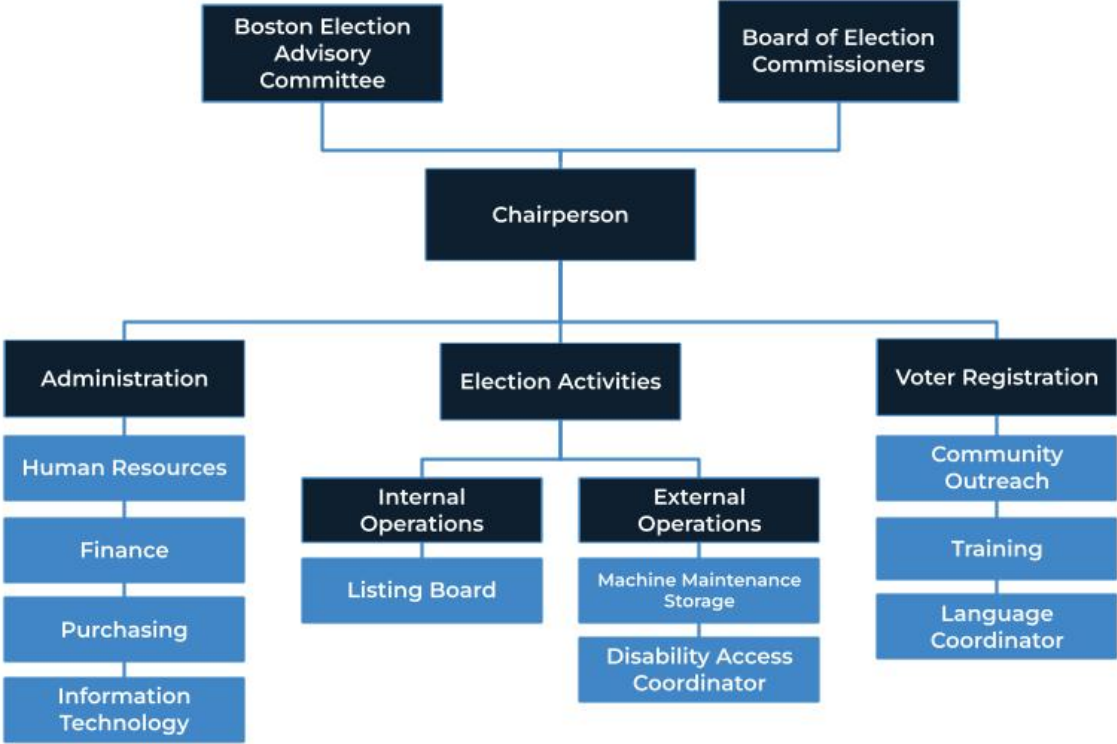 Boston Election
Advisory
Committee
Board of Election
Commissioners
Chairperson
Administration
Human Resources
Finance
Purchasing
Information
Technology
Election Activities
Internal
Operations
Listing Board
External
Operations
Machine Maintenance
Storage
Disability Access
Coordinator
Voter Registration
Community
Outreach
Training
Language
Coordinator